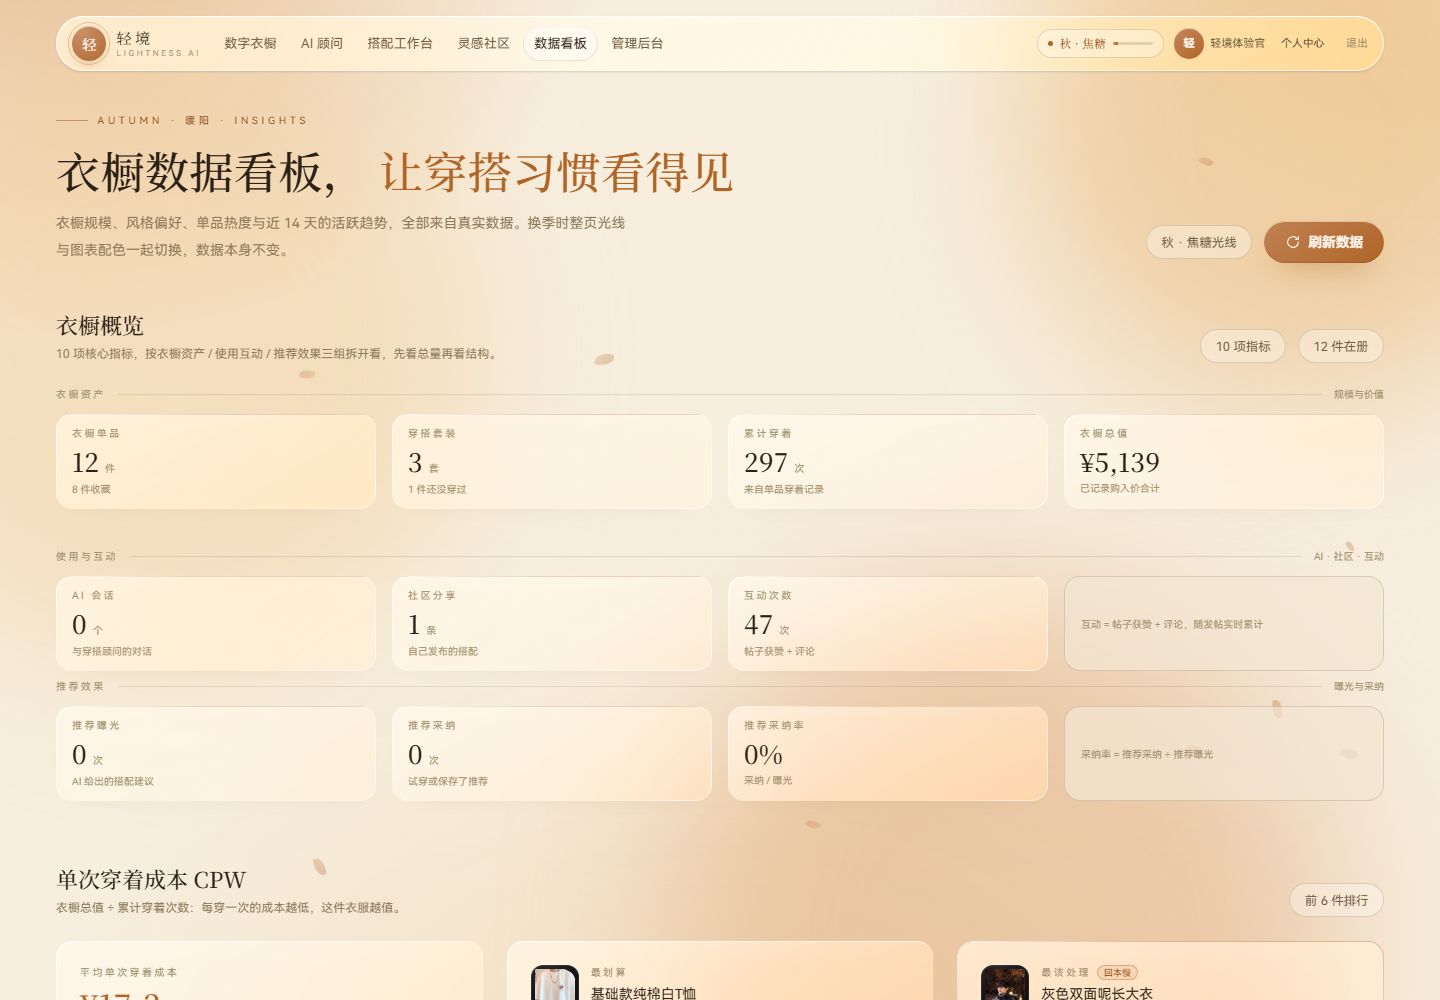 轻 轻境 LIGHTNESS AI 数字衣橱 AI 顾问 搭配工作台 灵感社区 数据看板 管理后台 秋 · 焦糖 轻 轻境体验官 个人中心 退出
AUTUMN · 暖阳 · INSIGHTS
衣橱数据看板， 让穿搭习惯看得见
衣橱规模、风格偏好、单品热度与近 14 天的活跃趋势，全部来自真实数据。换季时整页光线
与图表配色一起切换，数据本身不变。
秋 · 焦糖光线 刷新数据
衣橱概览
10 项核心指标，按衣橱资产 / 使用互动 / 推荐效果三组拆开看，先看总量再看结构。
10 项指标 12 件在册
衣橱资产 规模与价值
衣橱单品
12 件
8 件收藏
穿搭套装
3 套
1 件还没穿过
累计穿着
297 次
来自单品穿着记录
衣橱总值
¥5,139
已记录购入价合计
使用与互动 AI · 社区 · 互动
AI 会话
0 个
与穿搭顾问的对话
社区分享
1 条
自己发布的搭配
互动次数
47 次
帖子获赞 + 评论
互动 = 帖子获赞 + 评论，随发帖实时累计
推荐效果 曝光与采纳
推荐曝光
0 次
AI 给出的搭配建议
推荐采纳
0 次
试穿或保存了推荐
推荐采纳率
0%
采纳 / 曝光
采纳率 = 推荐采纳 ÷ 推荐曝光
单次穿着成本 CPW
衣橱总值 ÷ 累计穿着次数：每穿一次的成本越低，这件衣服越值。
前 6 件排行
平均单次穿着成本
¥17.3
最划算
基础款纯棉白T恤
最该处理 回本慢
灰色双面呢长大衣